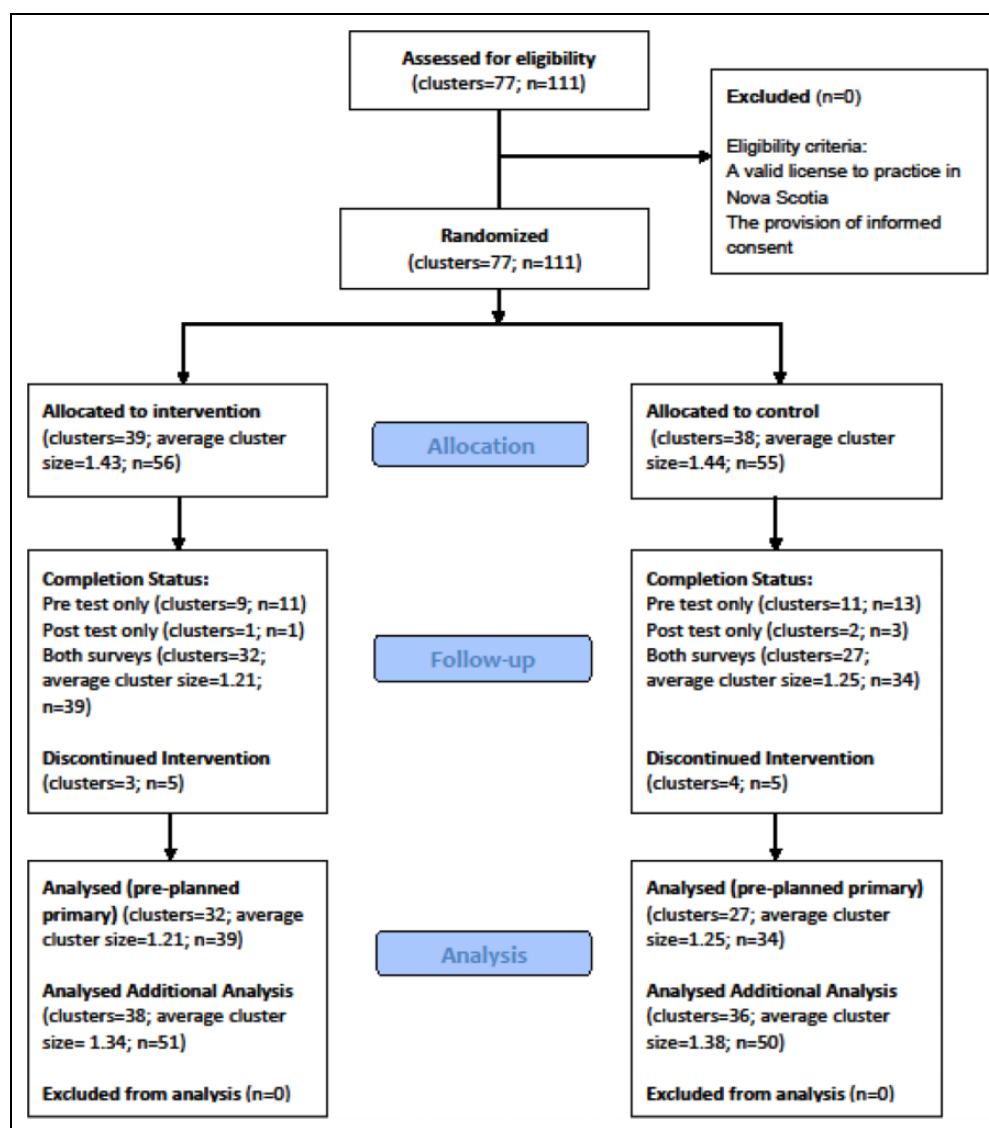 Assessed for eligibility
(clusters=77; n=111)
Excluded (n=0)
Eligibility criteria:
A valid license to practice in
Nova Scotia
The provision of informed
consent
Randomized
(clusters=77; n=111)
Allocated to intervention
(clusters=39; average cluster
size=1.43; n=56)
Allocation
Allocated to control
(clusters=38; average cluster
size=1.44; n=55)
Completion Status:
Pre test only (clusters=9; n=11)
Post test only (clusters=1; n=1)
Both surveys (clusters=32;
average cluster size=1.21;
n=39)
Discontinued Intervention
(clusters=3; n=5)
Follow-up
Completion Status:
Pre test only (clusters=11; n=13)
Post test only (clusters=2; n=3)
Both surveys (clusters=27;
average cluster size=1.25; n=34)
Discontinued Intervention
(clusters=4; n=5)
Analysed (pre-planned
primary) (clusters=32; average
cluster size=1.21; n=39)
Analysed Additional Analysis
(clusters=38; average cluster
size= 1.34; n=51)
Excluded from analysis (n=0)
Analysis
Analysed (pre-planned primary)
(clusters=27; average cluster
size=1.25; n=34)
Analysed Additional Analysis
(clusters=36; average cluster
size=1.38; n=50)
Excluded from analysis (n=0)